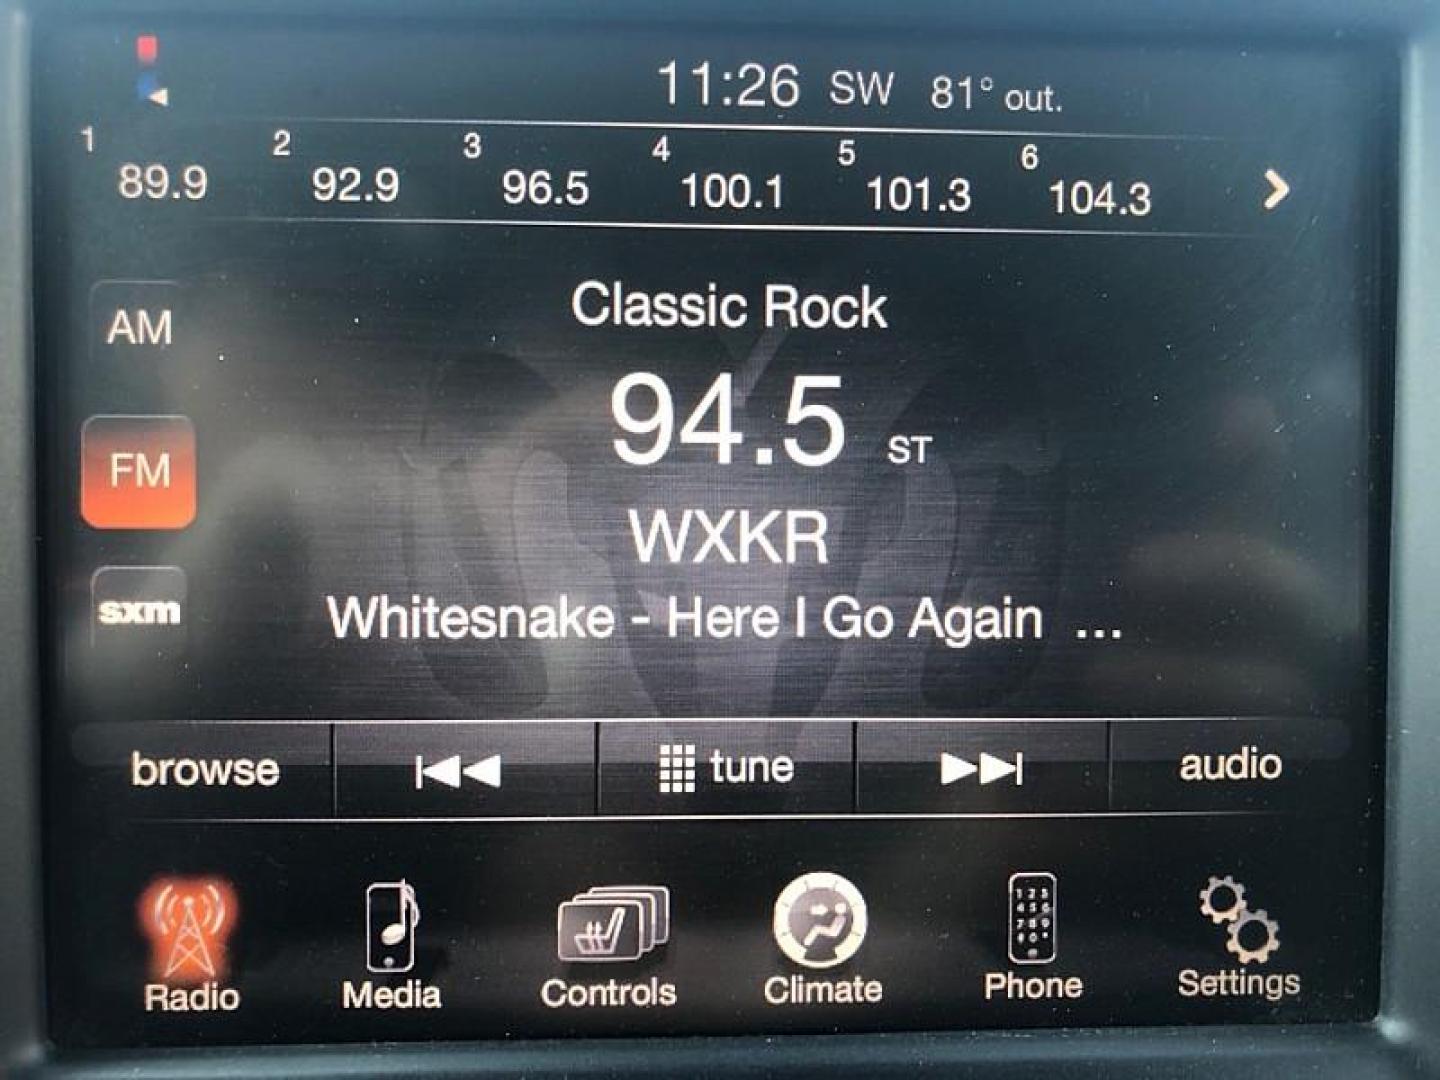 11:26 SW 81° out.
1 89.9 2 92.9 3 96.5 4 100.1 5 101.3 6 104.3
Classic Rock
AM
94.5 ST
FM
WXKR
sxm
Whitesnake - Here I Go Again ...
browse tune audio
Radio Media Controls Climate Phone Settings